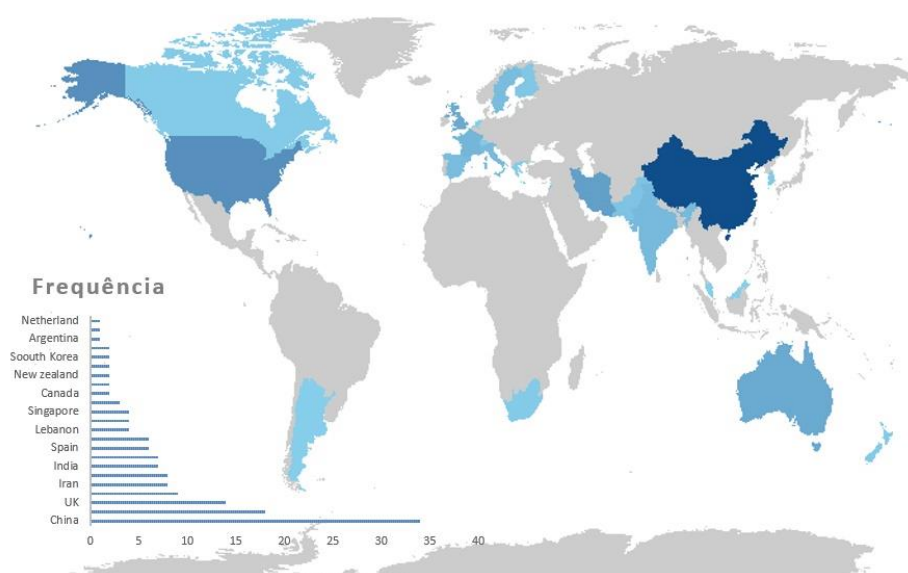 Frequência
Netherland
Argentina
Soouth Korea
New zealand
Canada
Singapore
Lebanon
Spain
India
Iran
UK
China
0 5 10 15 20 25 30 35 40